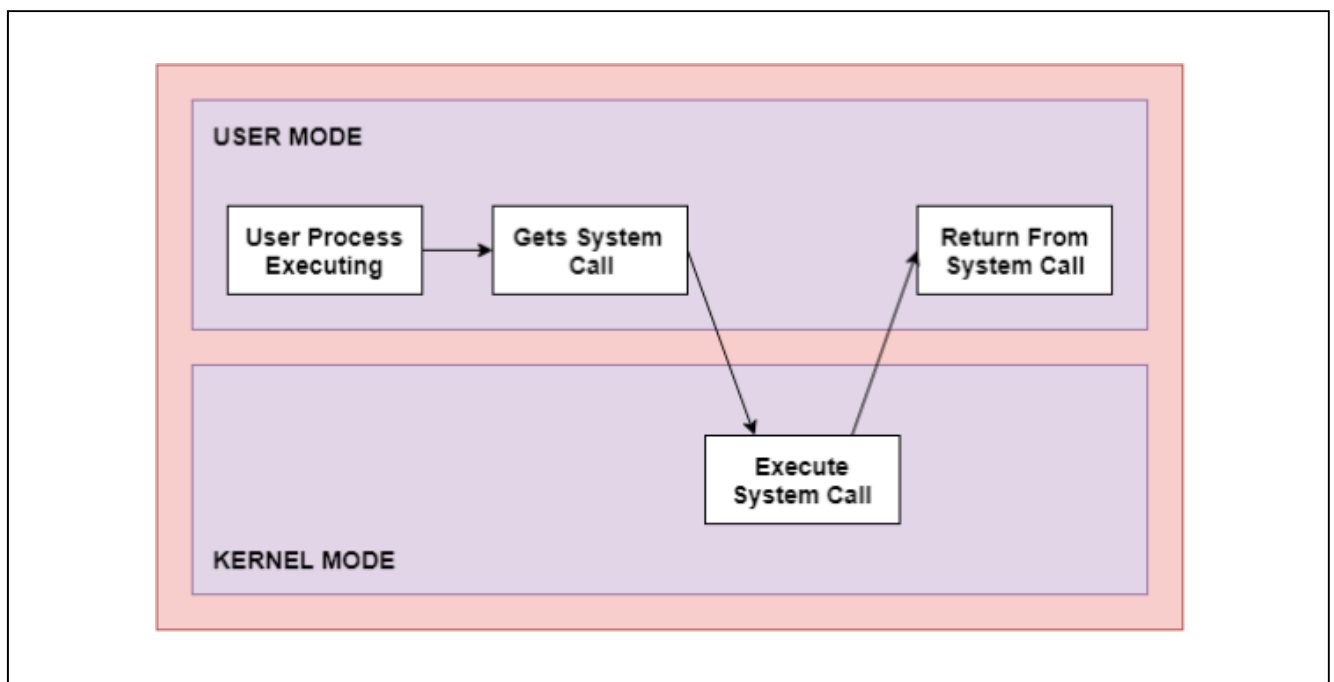 USER MODE
User Process
Executing
Gets System
Call
Return From
System Call
Execute
System Call
KERNEL MODE